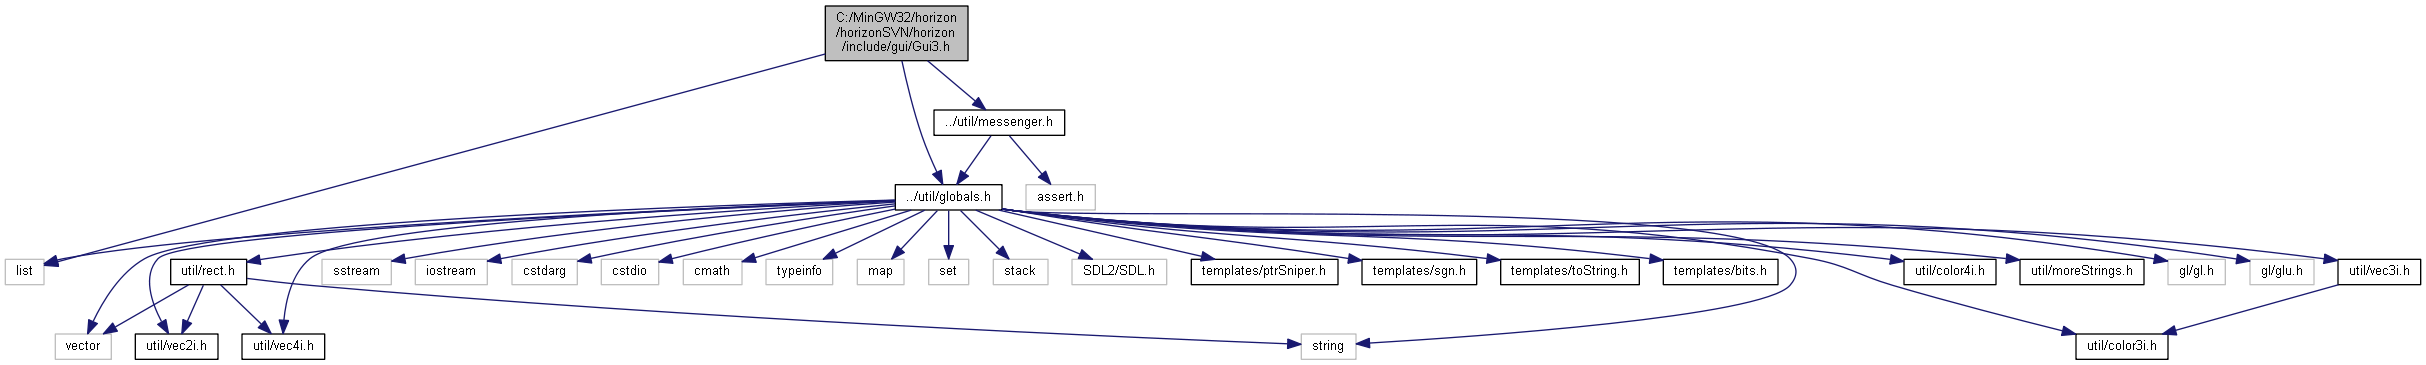 C:/MinGW32/horizon
/horizonSVN/horizon
/include/gui/Gui3.h
../util/messenger.h
../util/globals.h
assert.h
list
util/rect.h
sstream
iostream
cstdarg
cstdio
cmath
typeinfo
map
set
stack
SDL2/SDL.h
templates/ptrSniper.h
templates/sgn.h
templates/toString.h
templates/bits.h
util/color4i.h
util/moreStrings.h
gl/gl.h
gl/glu.h
util/vec3i.h
vector
util/vec2i.h
util/vec4i.h
string
util/color3i.h